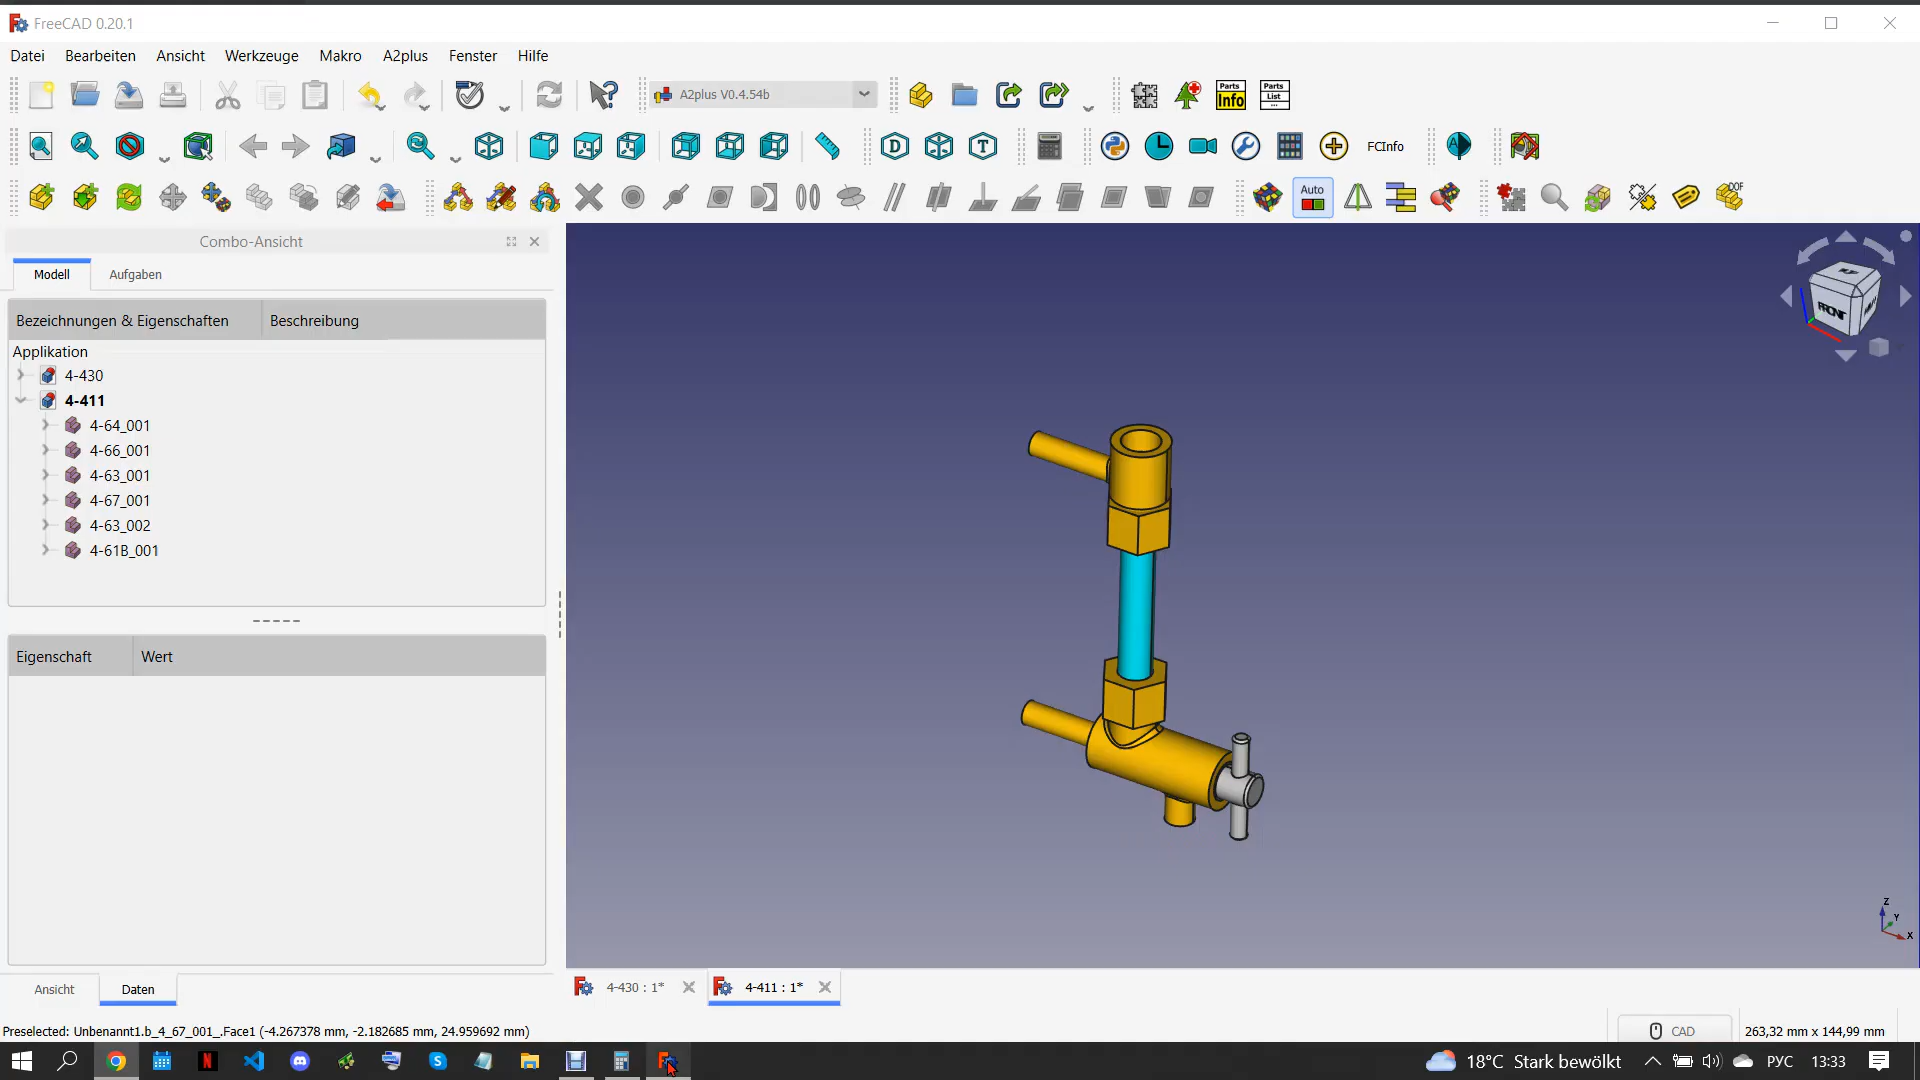 FreeCAD 0.20.1
Datei Bearbeiten Ansicht Werkzeuge Makro A2plus Fenster Hilfe
A2plus V0.4.54b
Parts Info
Parts List ...
D
T
FCInfo
Auto
DOF
Combo-Ansicht
Modell Aufgaben
Bezeichnungen & Eigenschaften Beschreibung
Applikation
4-430
4-411
4-64_001
4-66_001
4-63_001
4-67_001
4-63_002
4-61B_001
FRONT
Z
Y
X
Eigenschaft Wert
Ansicht Daten
4-430 : 1*
4-411 : 1*
Preselected: Unbenannt1.b_4_67_001_.Face1 (-4.267378 mm, -2.182685 mm, 24.959692 mm)
CAD
263,32 mm x 144,99 mm
18°C Stark bewölkt
РУС
13:33